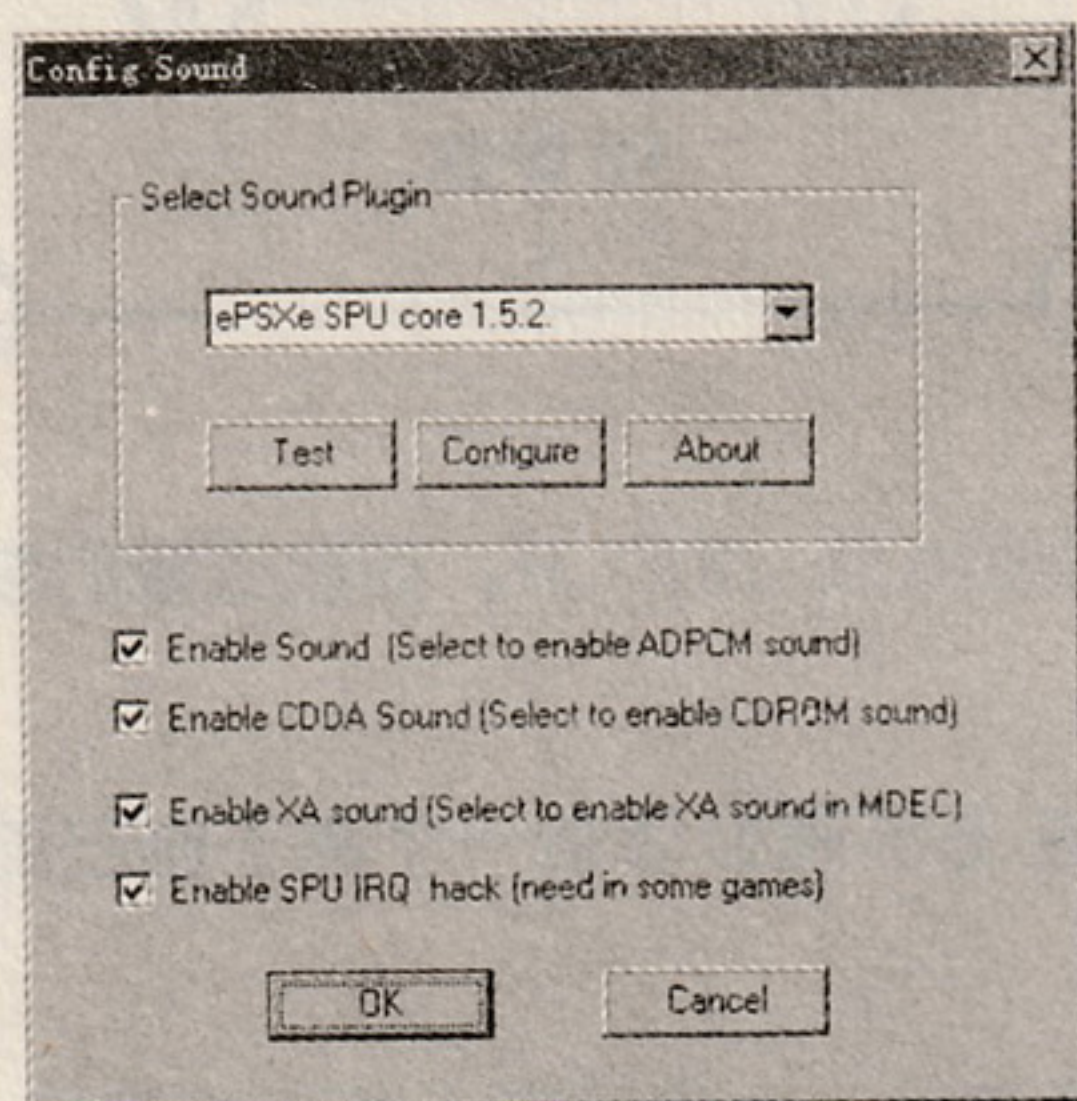 Config Sound
Select Sound Plugin
ePSXe SPU core 1.5.2.
Test Configure About
Enable Sound (Select to enable ADPCM sound)
Enable CDDA Sound (Select to enable CDROM sound)
Enable XA sound (Select to enable XA sound in MDEC)
Enable SPU IRQ hack (need in some games)
OK Cancel